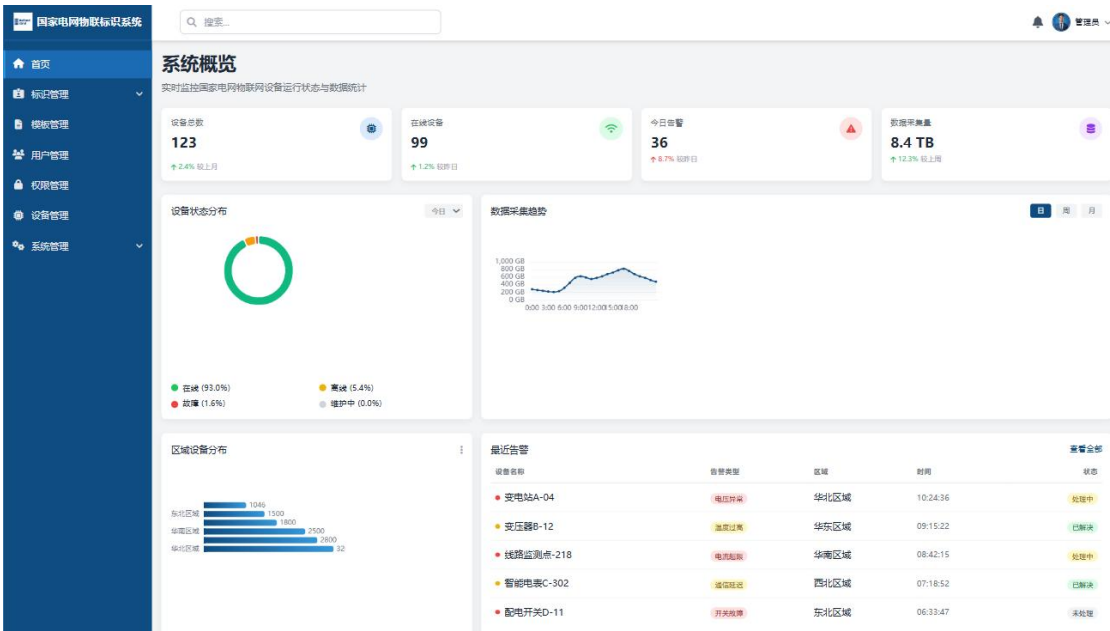 国家电网物联标识系统
搜索...
管理员
首页
标识管理
模板管理
用户管理
权限管理
设备管理
系统管理
系统概览
实时监控国家电网物联网设备运行状态与数据统计
设备总数
123
2.4% 较上月
在线设备
99
1.2% 较昨日
今日告警
36
8.7% 较昨日
数据采集量
8.4 TB
12.3% 较上周
设备状态分布
今日
在线 (93.0%)
离线 (5.4%)
故障 (1.6%)
维护中 (0.0%)
数据采集趋势
日 周 月
1,000 GB
800 GB
600 GB
400 GB
200 GB
0 GB
0:00 3:00 6:00 9:00 12:00 15:00 18:00
区域设备分布
1046
东北区域 1500
1800
华南区域 2500
2800
华北区域 32
最近告警
查看全部
设备名称 告警类型 区域 时间 状态
变电站A-04 电压异常 华北区域 10:24:36 处理中
变压器B-12 温度过高 华东区域 09:15:22 已解决
线路监测点-218 电流超限 华南区域 08:42:15 处理中
智能电表C-302 通信延迟 西北区域 07:18:52 已解决
配电开关D-11 开关故障 东北区域 06:33:47 未处理